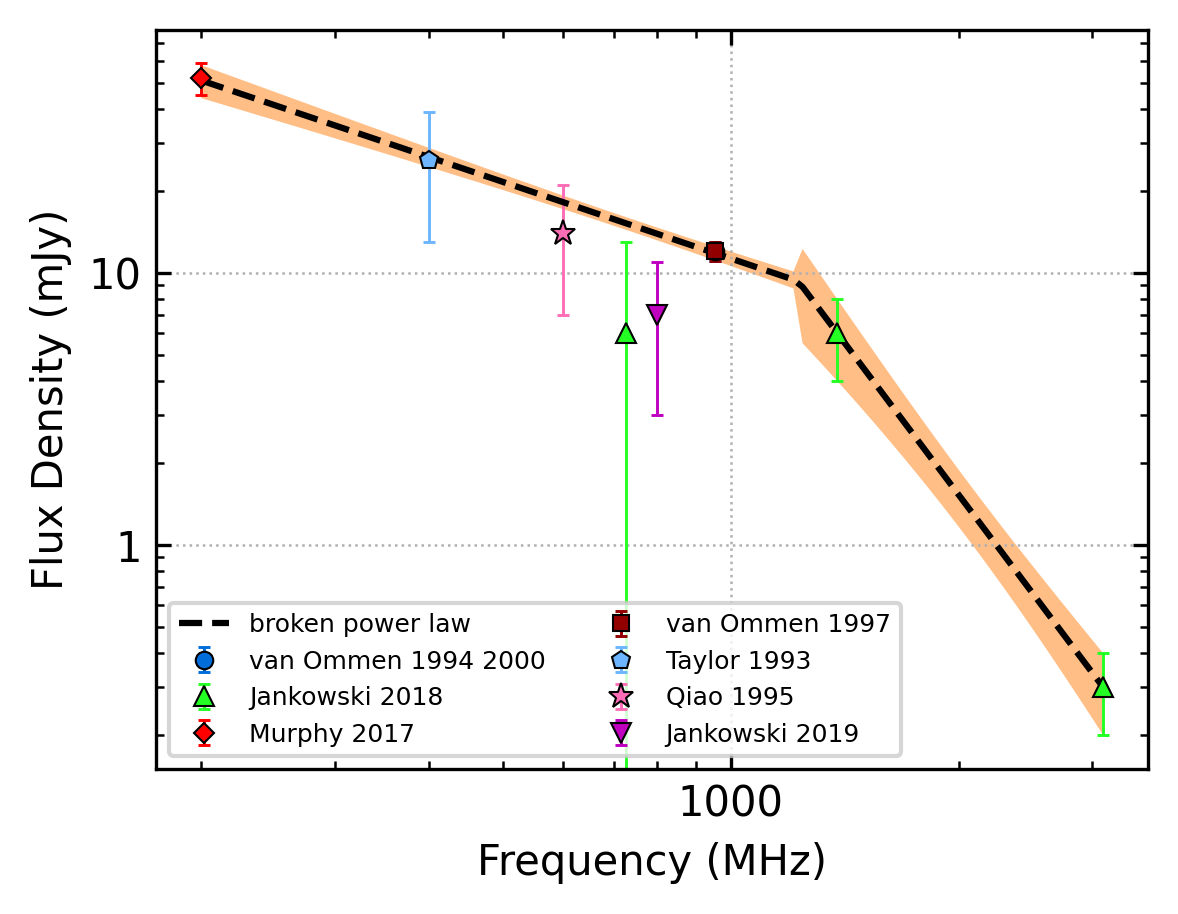 Flux Density (mJy)
10
1
broken power law
van Ommen 1994 2000
Jankowski 2018
Murphy 2017
van Ommen 1997
Taylor 1993
Qiao 1995
Jankowski 2019
1000
Frequency (MHz)